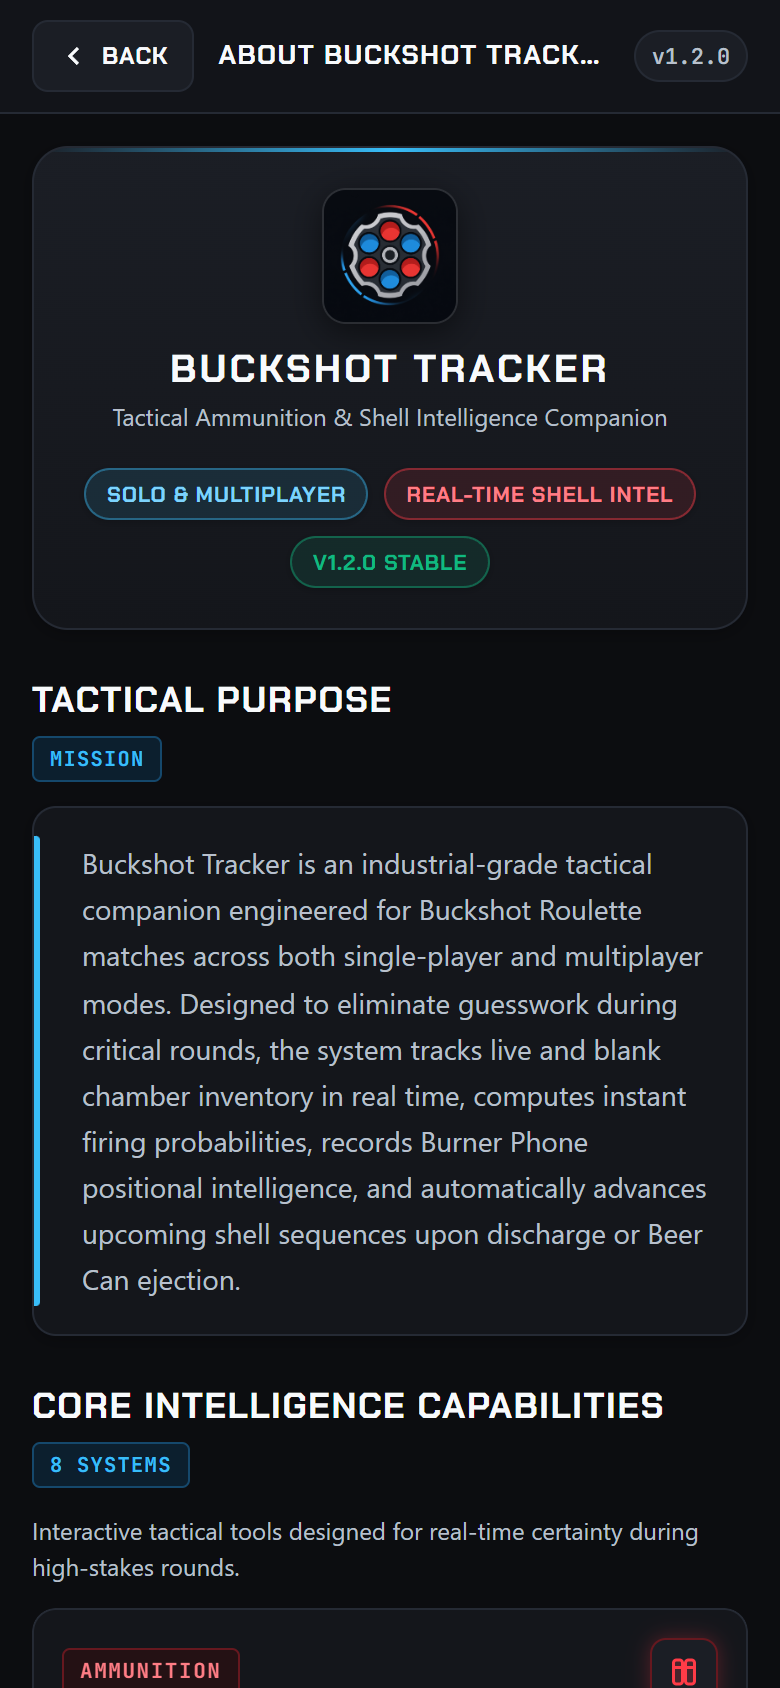 BACK
ABOUT BUCKSHOT TRACK...
v1.2.0
BUCKSHOT TRACKER
Tactical Ammunition & Shell Intelligence Companion
SOLO & MULTIPLAYER
REAL-TIME SHELL INTEL
V1.2.0 STABLE
TACTICAL PURPOSE
MISSION
Buckshot Tracker is an industrial-grade tactical
companion engineered for Buckshot Roulette
matches across both single-player and multiplayer
modes. Designed to eliminate guesswork during
critical rounds, the system tracks live and blank
chamber inventory in real time, computes instant
firing probabilities, records Burner Phone
positional intelligence, and automatically advances
upcoming shell sequences upon discharge or Beer
Can ejection.
CORE INTELLIGENCE CAPABILITIES
8 SYSTEMS
Interactive tactical tools designed for real-time certainty during
high-stakes rounds.
AMMUNITION